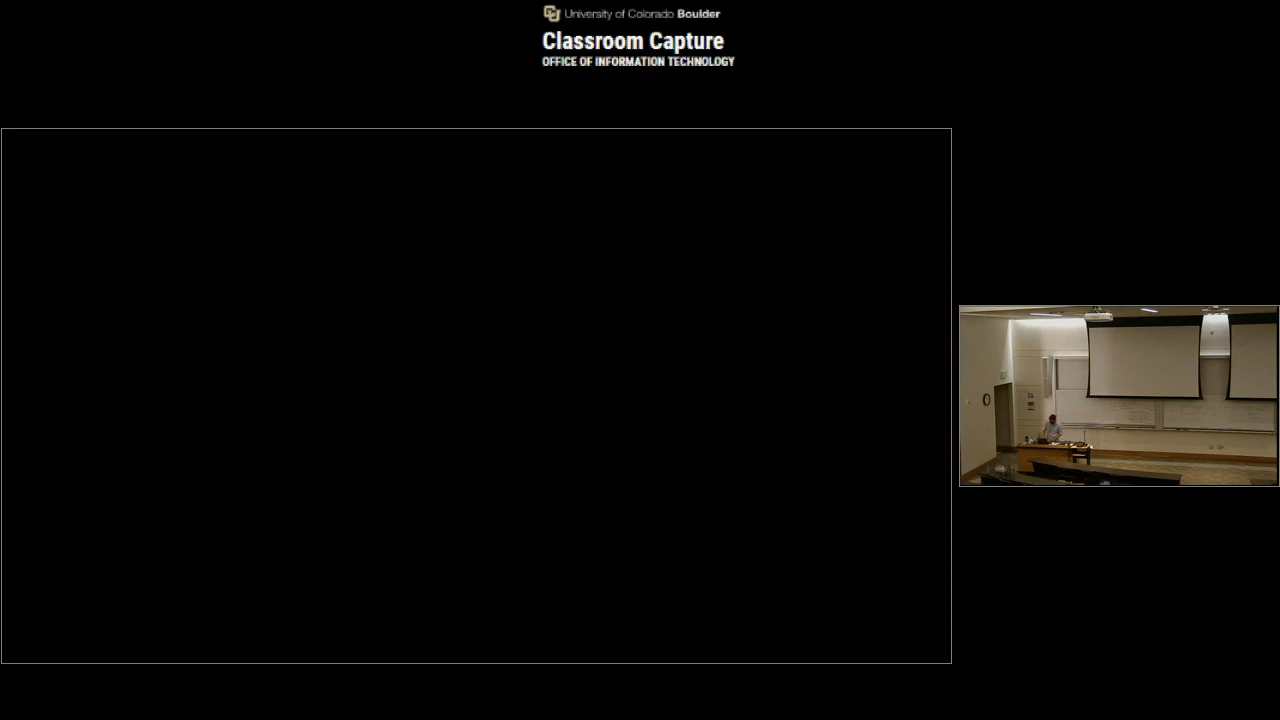 University of Colorado Boulder
Classroom Capture
OFFICE OF INFORMATION TECHNOLOGY